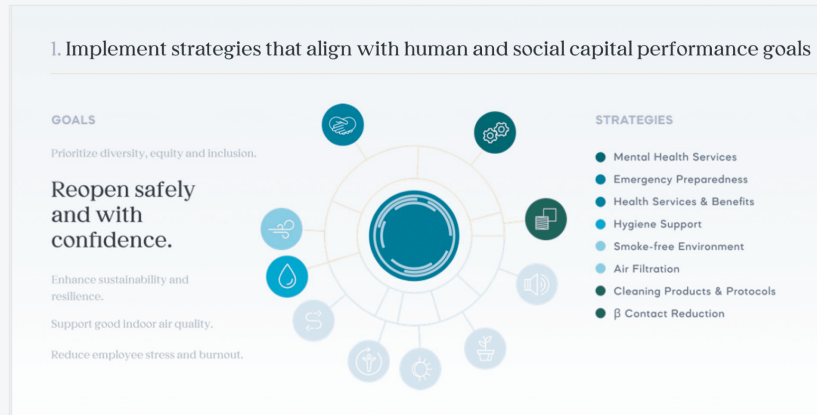 1. Implement strategies that align with human and social capital performance goals
GOALS
Prioritize diversity, equity and inclusion.
Reopen safely
and with
confidence.
Enhance sustainability and
resilience.
Support good indoor air quality.
Reduce employee stress and burnout.
STRATEGIES
Mental Health Services
Emergency Preparedness
Health Services & Benefits
Hygiene Support
Smoke-free Environment
Air Filtration
Cleaning Products & Protocols
β Contact Reduction